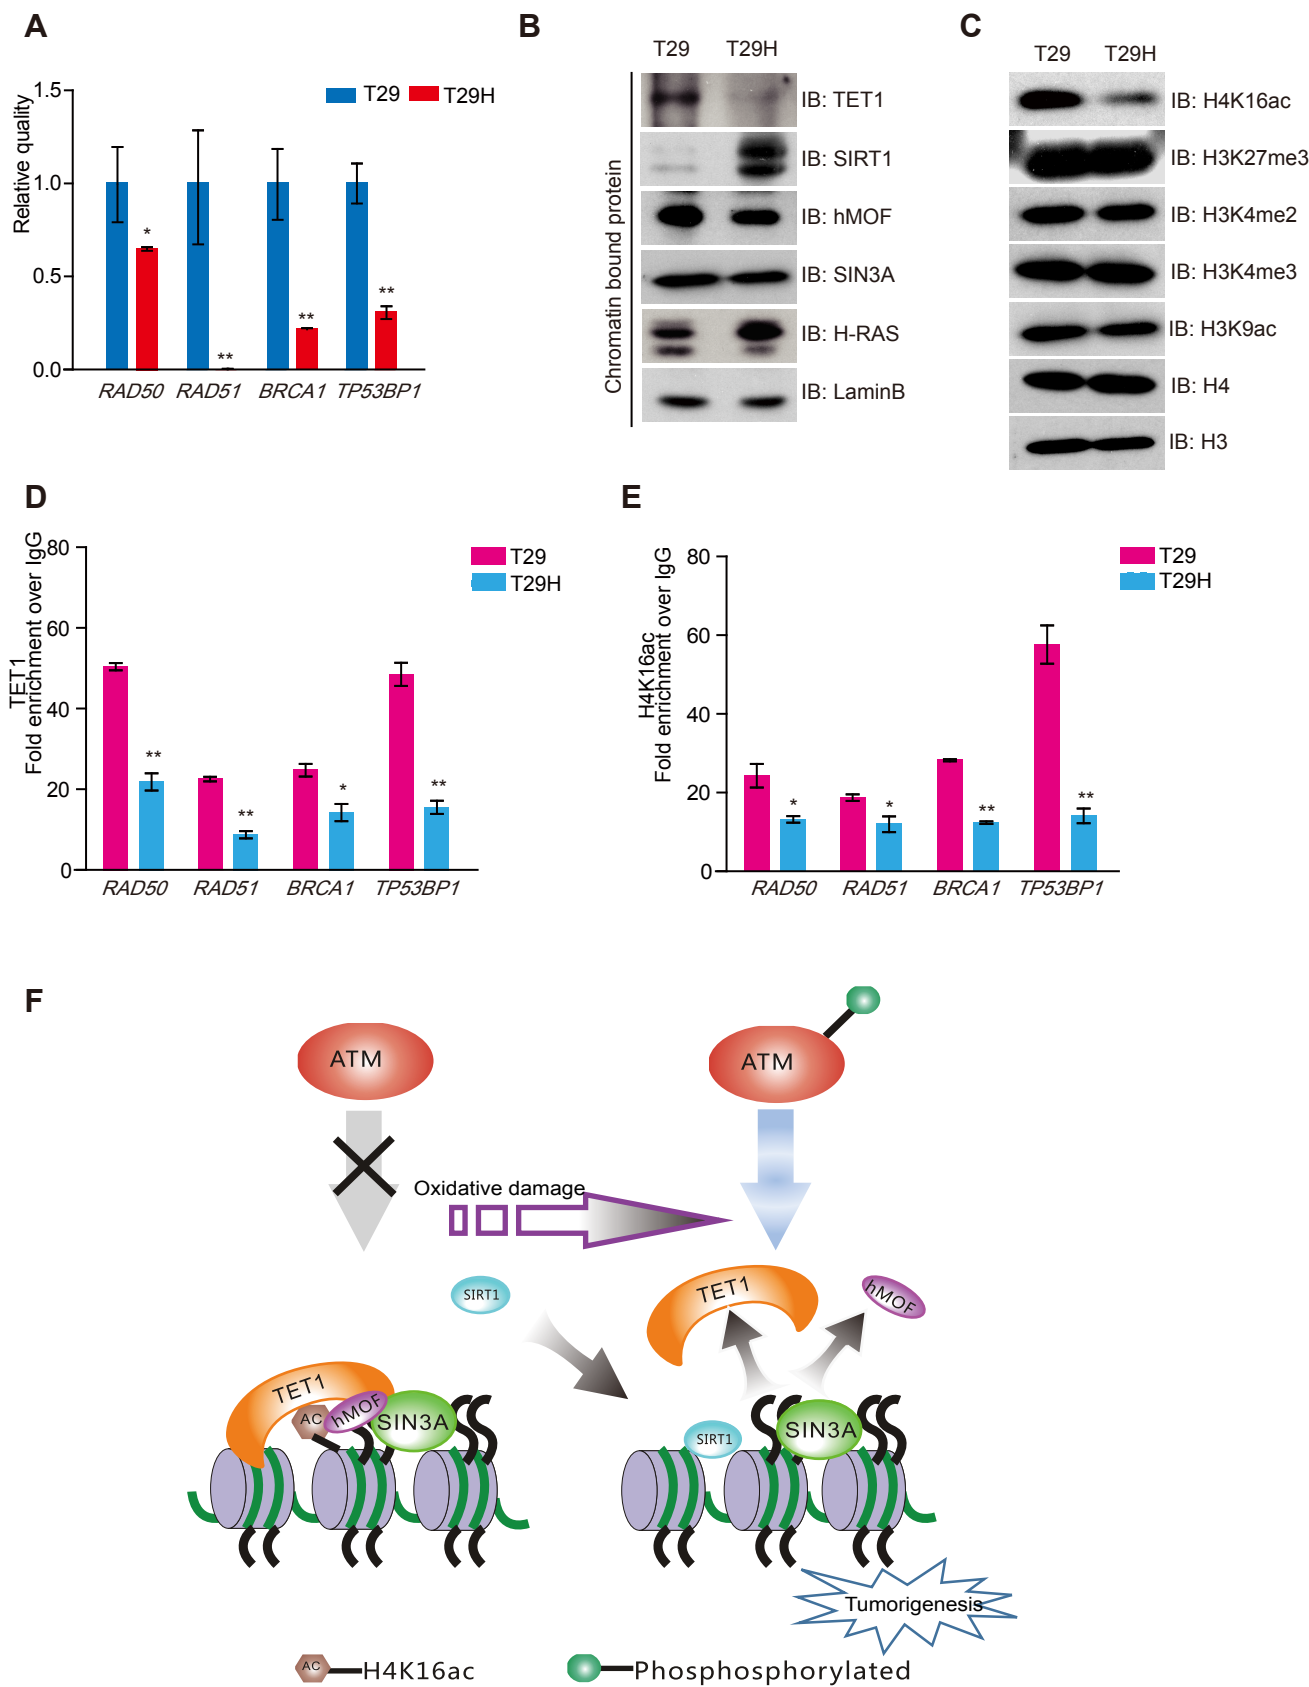 A
Relative quality
1.5
1.0
0.5
0.0
T29
T29H
*
**
**
**
RAD50
RAD51
BRCA1
TP53BP1
B
T29
T29H
Chromatin bound protein
IB: TET1
IB: SIRT1
IB: hMOF
IB: SIN3A
IB: H-RAS
IB: LaminB
C
T29
T29H
IB: H4K16ac
IB: H3K27me3
IB: H3K4me2
IB: H3K4me3
IB: H3K9ac
IB: H4
IB: H3
D
TET1
Fold enrichment over IgG
80
60
40
20
0
T29
T29H
**
**
*
**
RAD50
RAD51
BRCA1
TP53BP1
E
H4K16ac
Fold enrichment over IgG
80
60
40
20
0
T29
T29H
*
*
**
**
RAD50
RAD51
BRCA1
TP53BP1
F
ATM
ATM
Oxidative damage
SIRT1
TET1
hMOF
TET1
AC
hMOF
SIN3A
SIRT1
SIN3A
Tumorigenesis
AC
H4K16ac
Phosphosphorylated